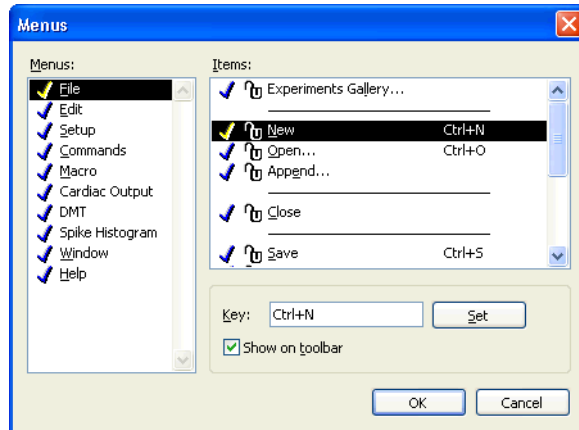 Menus
Menus:
File
Edit
Setup
Commands
Macro
Cardiac Output
DMT
Spike Histogram
Window
Help
Items:
Experiments Gallery...
New Ctrl+N
Open... Ctrl+O
Append...
Close
Save Ctrl+S
Key: Ctrl+N Set
Show on toolbar
OK Cancel